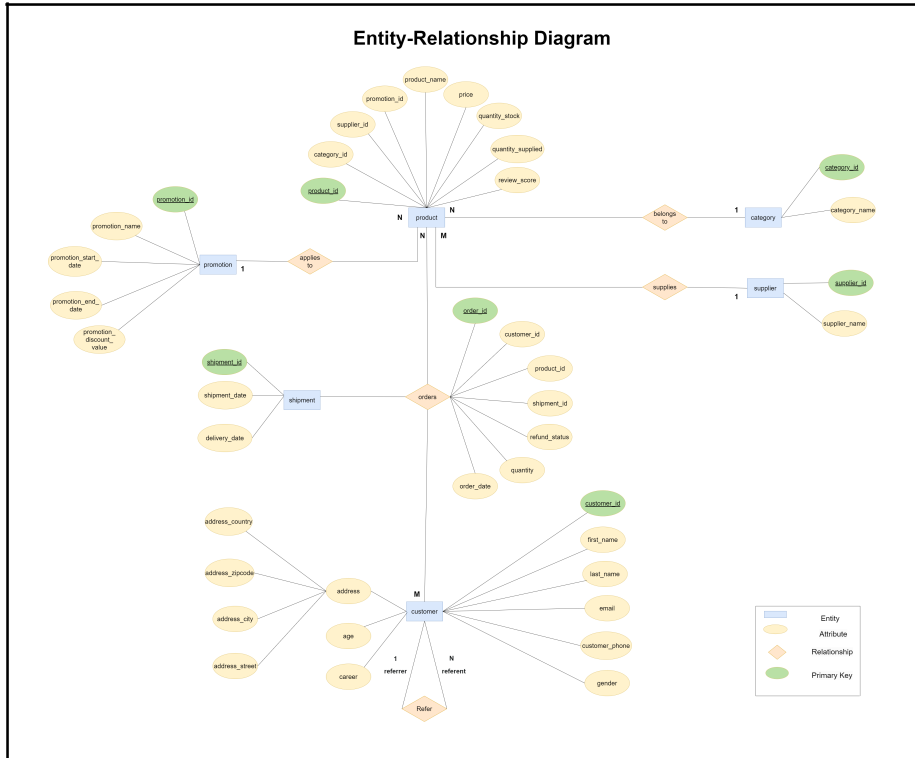 Entity-Relationship Diagram
product_name
promotion_id
price
supplier_id
quantity_stock
category_id
quantity_supplied
product_id
review_score
category_id
promotion_id
category_name
promotion_name
N
product
N
belongs
to
1
category
N
M
promotion_start_
date
promotion
1
applies
to
supplies
1
supplier
supplier_id
supplier_name
promotion_end_
date
promotion_
discount_
value
order_id
customer_id
shipment_id
product_id
shipment_date
shipment
orders
shipment_id
delivery_date
refund_status
quantity
order_date
customer_id
address_country
first_name
address_zipcode
last_name
address
M
customer
email
address_city
age
customer_phone
address_street
career
1
referrer
N
referent
gender
Refer
Entity
Attribute
Relationship
Primary Key